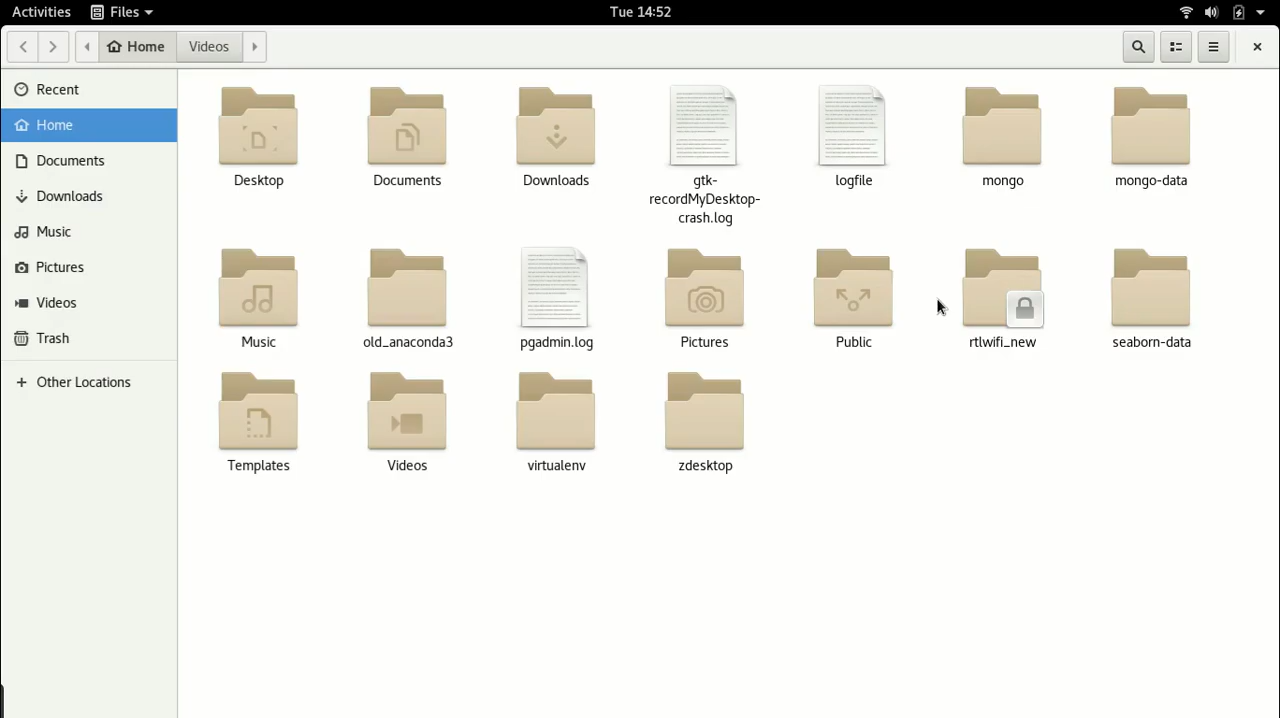 Activities Files Tue 14:52
Home Videos
Recent
Home
Documents
Downloads
Music
Pictures
Videos
Trash
Other Locations
Desktop Documents Downloads gtk- logfile mongo mongo-data
recordMyDesktop-
crash.log
Music old_anaconda3 pgadmin.log Pictures Public rtlwifi_new seaborn-data
Templates Videos virtualenv zdesktop